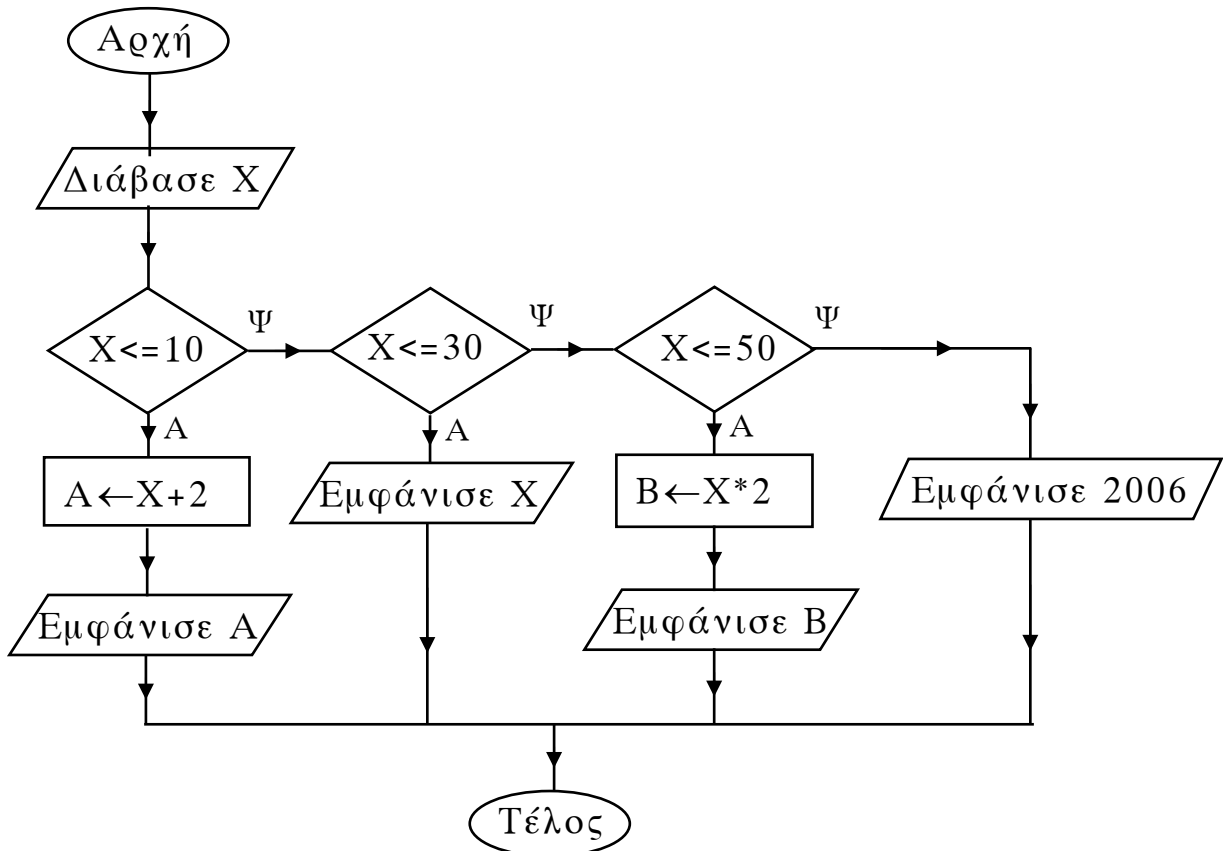 Αρχή
Διάβασε Χ
Χ<=10
Ψ
Χ<=30
Ψ
Χ<=50
Ψ
Α
Α
Α
Α←Χ+2
Εμφάνισε Χ
Β←Χ*2
Εμφάνισε 2006
Εμφάνισε Α
Εμφάνισε Β
Τέλος